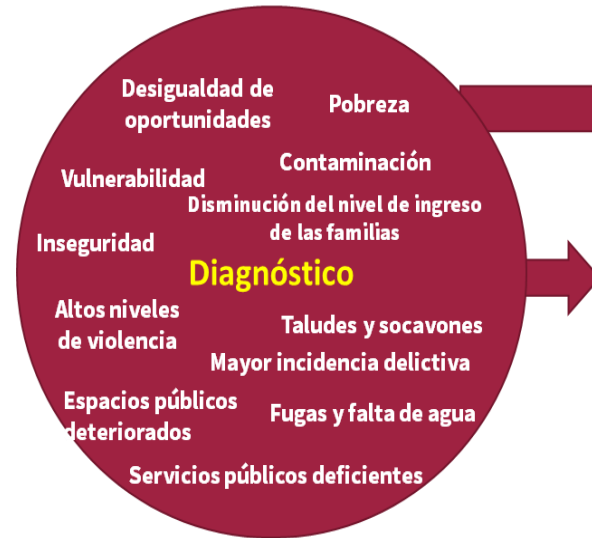 Desigualdad de
oportunidades
Pobreza
Contaminación
Vulnerabilidad
Disminución del nivel de ingreso
de las familias
Inseguridad
Diagnóstico
Altos niveles
de violencia
Taludes y socavones
Mayor incidencia delictiva
Espacios públicos
deteriorados
Fugas y falta de agua
Servicios públicos deficientes